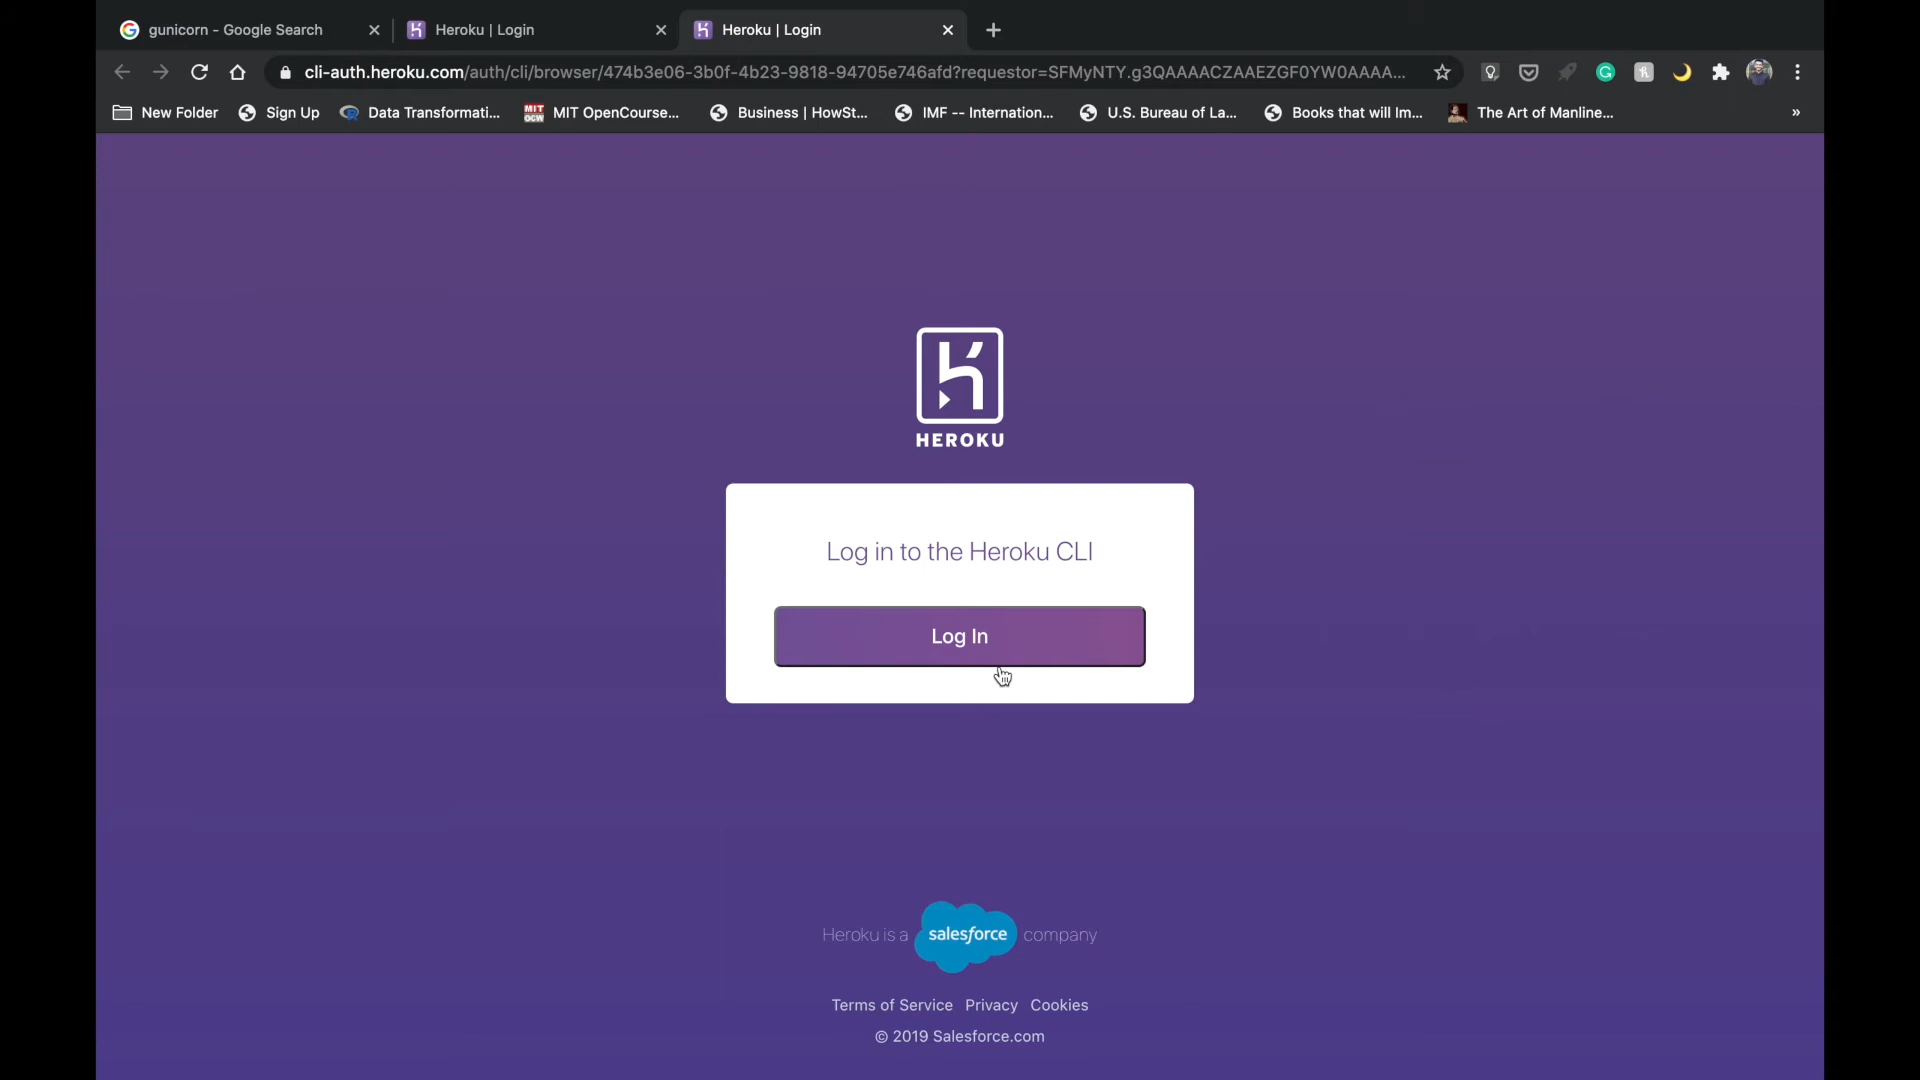 gunicorn - Google Search
Heroku | Login
Heroku | Login
cli-auth.heroku.com/auth/cli/browser/474b3e06-3b0f-4b23-9818-94705e746afd?requestor=SFMyNTY.g3QAAAACZAAEZGF0YW0AAAA...
New Folder
Sign Up
Data Transformati...
MIT OpenCourse...
Business | HowSt...
IMF -- Internation...
U.S. Bureau of La...
Books that will Im...
The Art of Manline...
»
HEROKU
Log in to the Heroku CLI
Log In
Heroku is a salesforce company
Terms of Service Privacy Cookies
© 2019 Salesforce.com